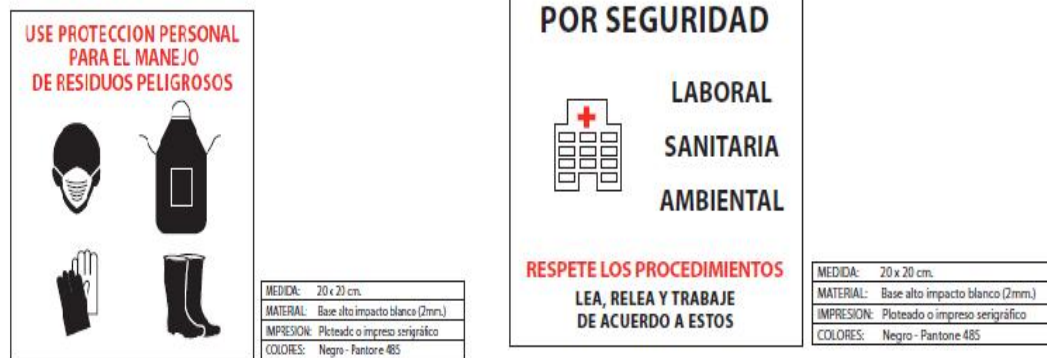 USE PROTECCION PERSONAL
PARA EL MANEJO
DE RESIDUOS PELIGROSOS
MEDIDA: 20 x 20 cm.
MATERIAL: Base alto impacto blanco (2mm.)
IMPRESION: Ploteado o impreso serigráfico
COLORES: Negro - Pantone 485
POR SEGURIDAD
LABORAL
SANITARIA
AMBIENTAL
RESPETE LOS PROCEDIMIENTOS
LEA, RELEA Y TRABAJE
DE ACUERDO A ESTOS
MEDIDA: 20 x 20 cm.
MATERIAL: Base alto impacto blanco (2mm.)
IMPRESION: Ploteado o impreso serigráfico
COLORES: Negro - Pantone 485